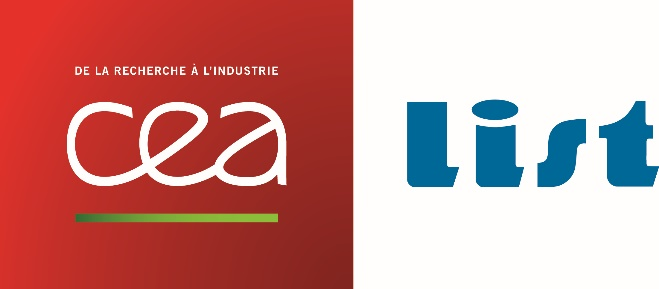 DE LA RECHERCHE À L'INDUSTRIE
cea
list